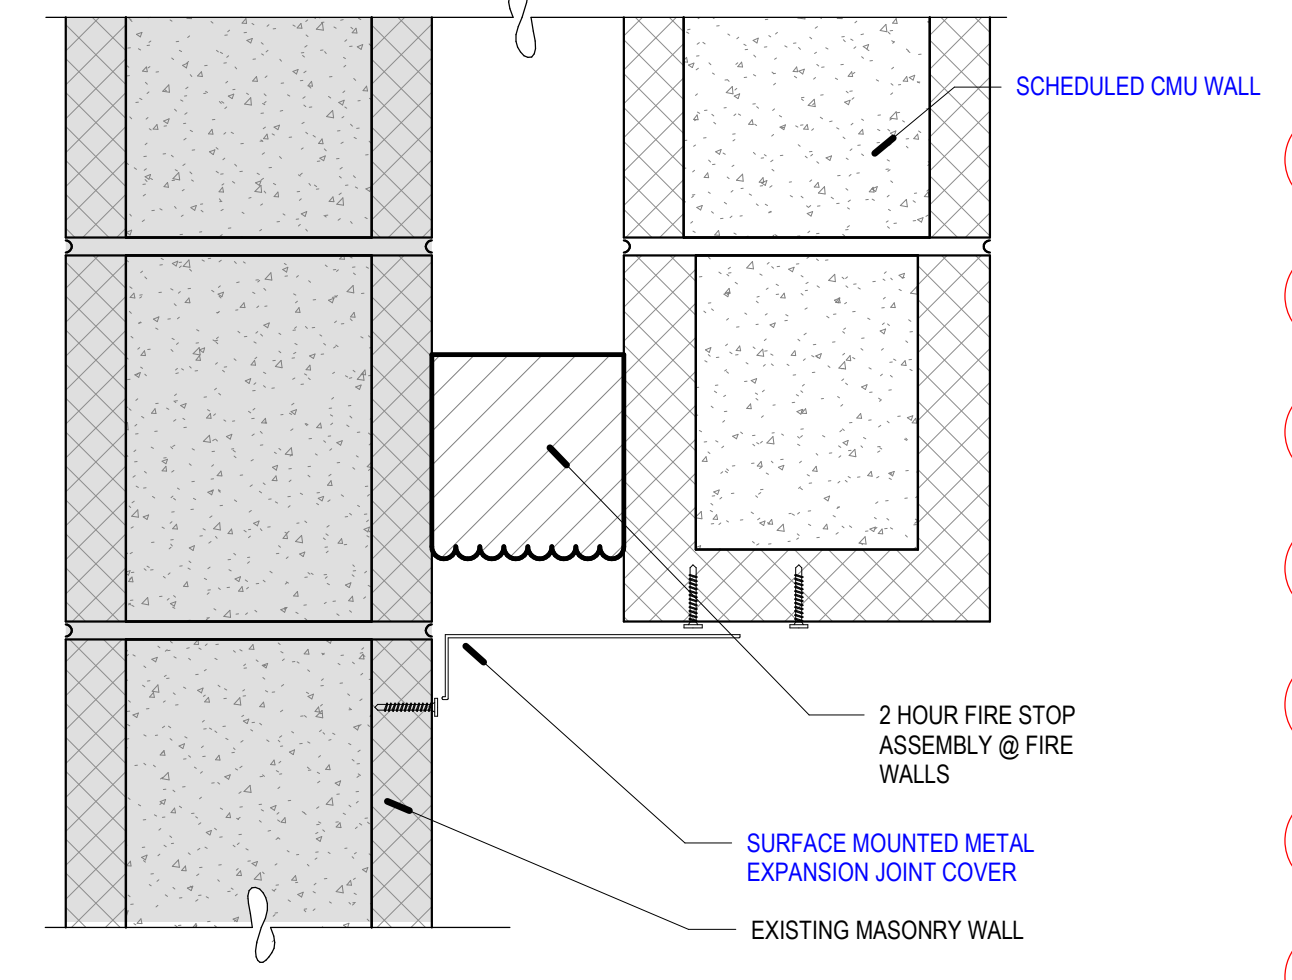 SCHEDULED CMU WALL
2 HOUR FIRE STOP
ASSEMBLY @ FIRE
WALLS
SURFACE MOUNTED METAL
EXPANSION JOINT COVER
EXISTING MASONRY WALL